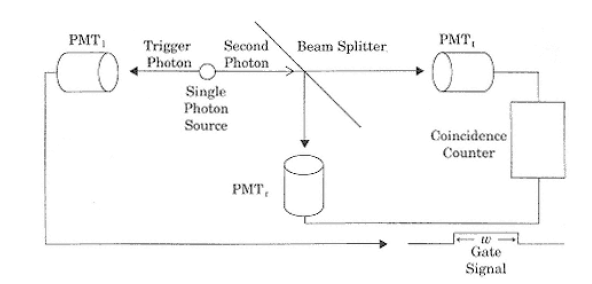 PMT₁
Trigger
Photon
Second
Photon
Single
Photon
Source
Beam Splitter
PMTₜ
Coincidence
Counter
PMTᵣ
w
Gate
Signal